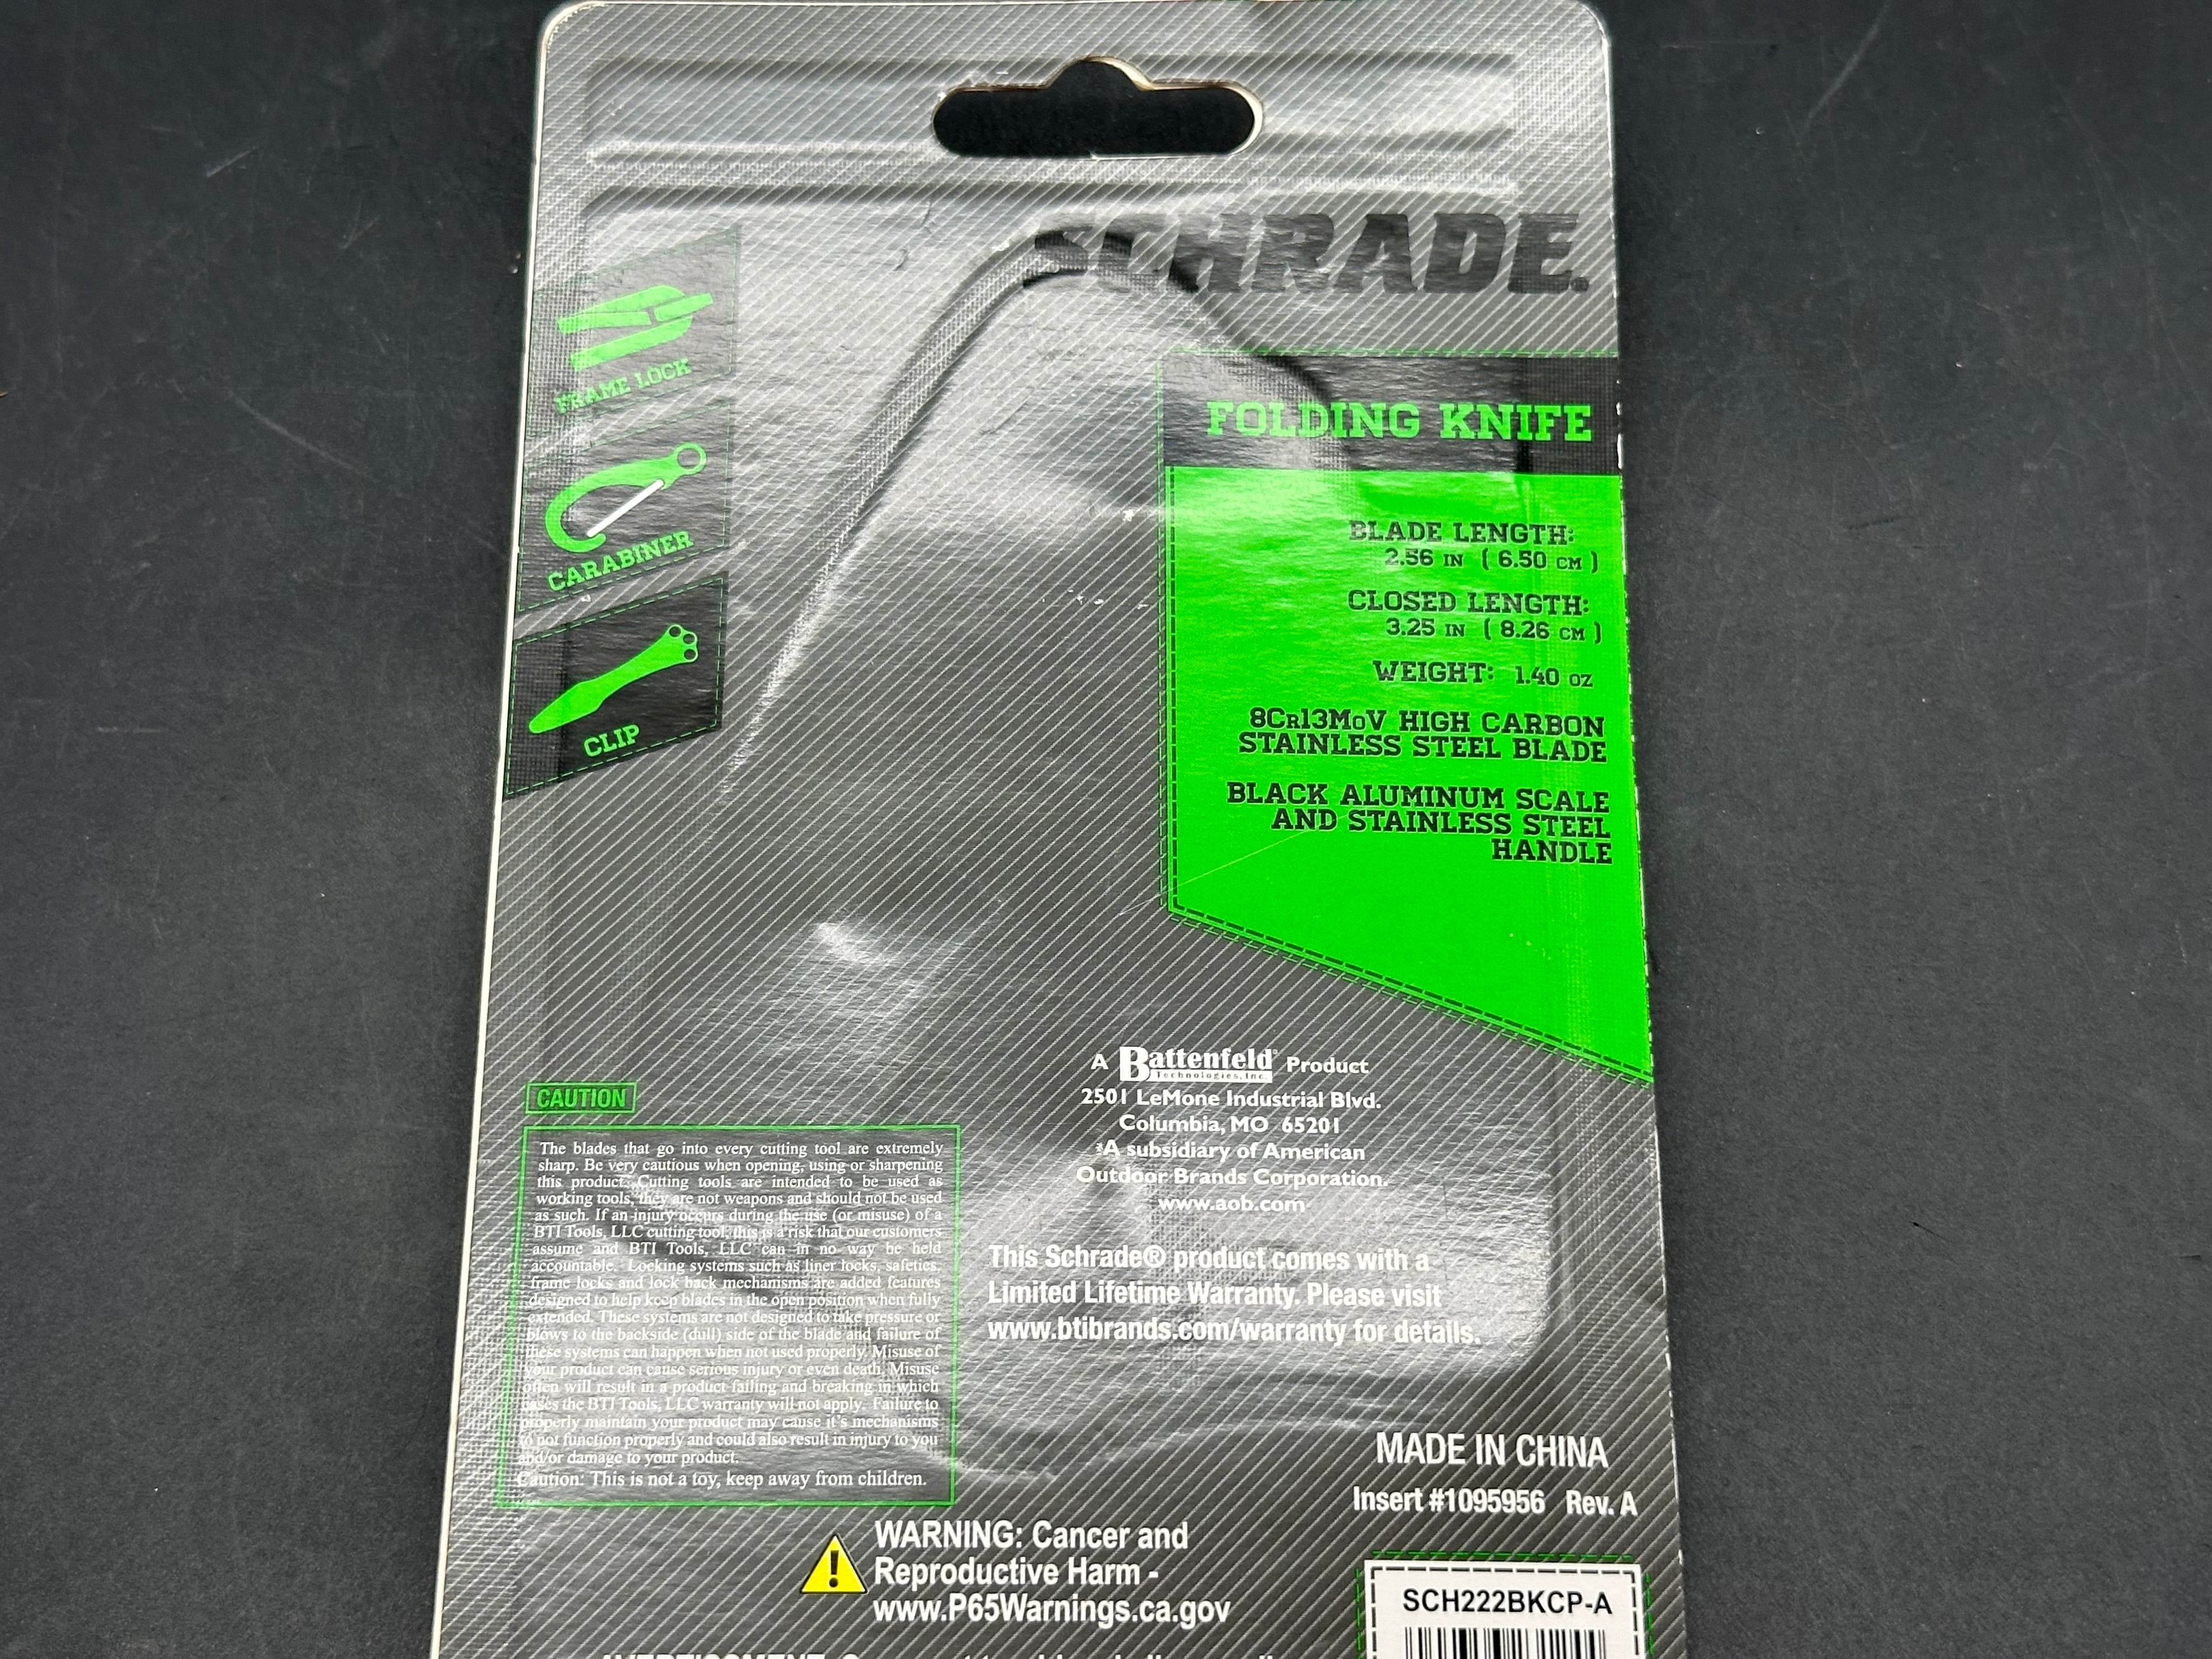 SCHRADE.
FRAME LOCK
CARABINER
CLIP
FOLDING KNIFE
BLADE LENGTH:
2.56 IN ( 6.50 CM )
CLOSED LENGTH:
3.25 IN ( 8.26 CM )
WEIGHT: 1.40 OZ
8CR13MOV HIGH CARBON
STAINLESS STEEL BLADE
BLACK ALUMINUM SCALE
AND STAINLESS STEEL
HANDLE
A Battenfeld Product
Technologies, Inc.
2501 LeMone Industrial Blvd.
Columbia, MO 65201
*A subsidiary of American
Outdoor Brands Corporation.
www.aob.com
This Schrade® product comes with a
Limited Lifetime Warranty. Please visit
www.btibrands.com/warranty for details.
CAUTION
The blades that go into every cutting tool are extremely
sharp. Be very cautious when opening, using or sharpening
this product. Cutting tools are intended to be used as
working tools, they are not weapons and should not be used
as such. If an injury occurs during the use (or misuse) of a
BTI Tools, LLC cutting tool, this is a risk that our customers
assume and BTI Tools, LLC can in no way be held
accountable. Locking systems such as liner locks, safeties,
frame locks and lock back mechanisms are added features
designed to help keep blades in the open position when fully
extended. These systems are not designed to take pressure or
blows to the backside (dull) side of the blade and failure of
these systems can happen when not used properly. Misuse of
your product can cause serious injury or even death. Misuse
often will result in a product failing and breaking in which
cases the BTI Tools, LLC warranty will not apply. Failure to
properly maintain your product may cause it's mechanisms
to not function properly and could also result in injury to you
and/or damage to your product.
Caution: This is not a toy, keep away from children.
MADE IN CHINA
Insert #1095956 Rev. A
WARNING: Cancer and
Reproductive Harm -
www.P65Warnings.ca.gov
SCH222BKCP-A